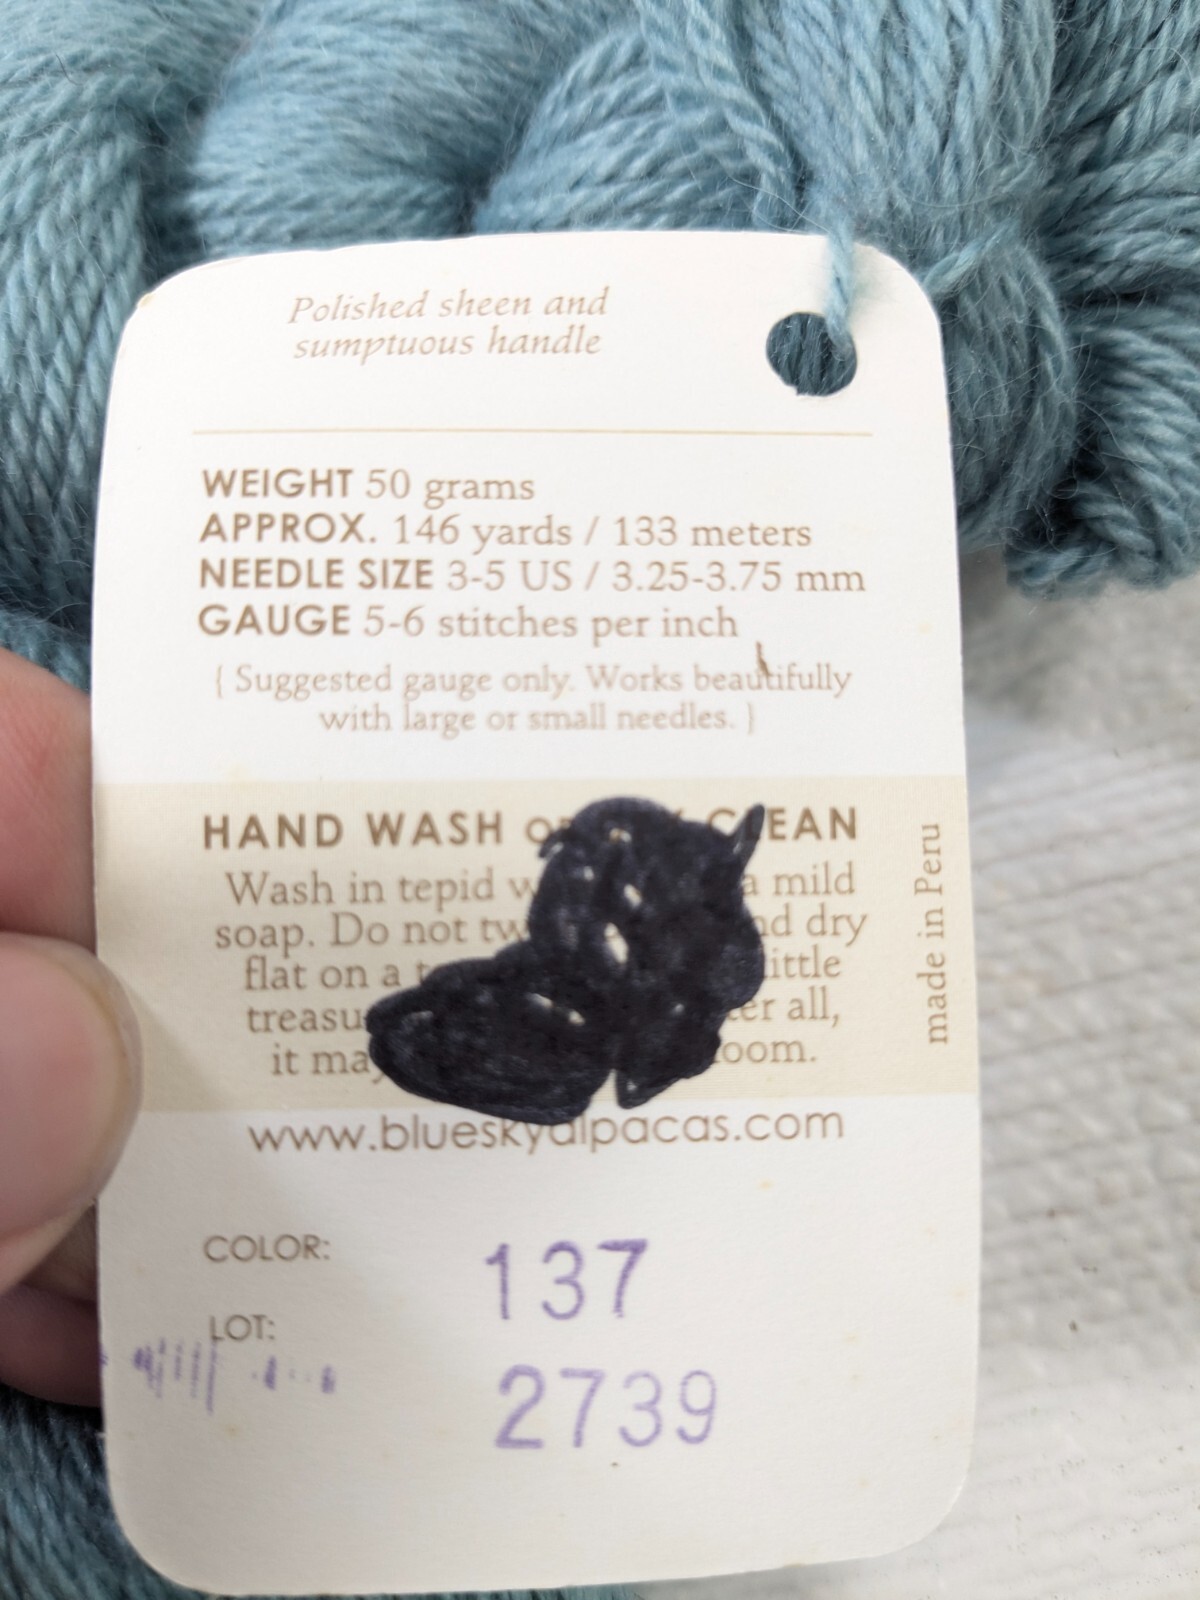 Polished sheen and
sumptuous handle
WEIGHT 50 grams
APPROX. 146 yards / 133 meters
NEEDLE SIZE 3-5 US / 3.25-3.75 mm
GAUGE 5-6 stitches per inch
{ Suggested gauge only. Works beautifully
with large or small needles. }
HAND WASH CLEAN
Wash in tepid a mild
soap. Do not dry
flat on a little
all,
it
www.blueskyalpacas.com
made in Peru
COLOR: 137
LOT: 2739